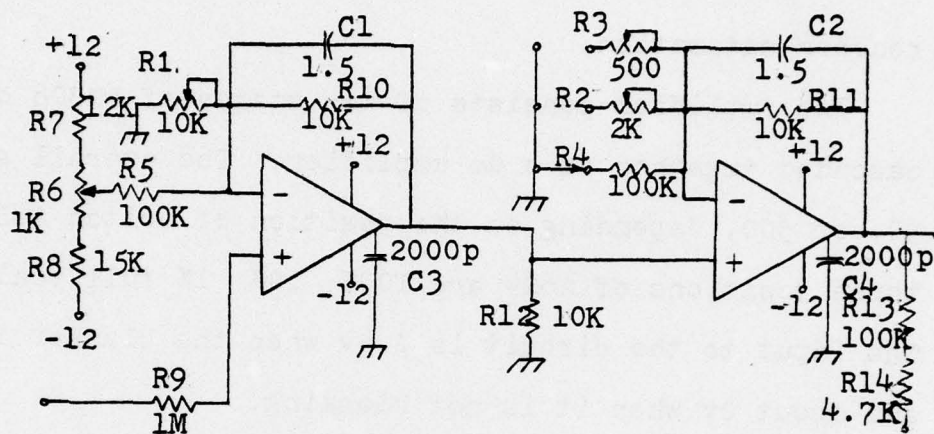 +12
R7
12K
R6
1K
R8
15K
-12
R1
10K
R5
100K
C1
1.5
R10
10K
+12
-
+
-12
2000p
C3
R9
1M
R3
500
R2
2K
R4
100K
C2
1.5
R11
10K
+12
-
+
-12
2000p
C4
R12
10K
R13
100K
R14
4.7K